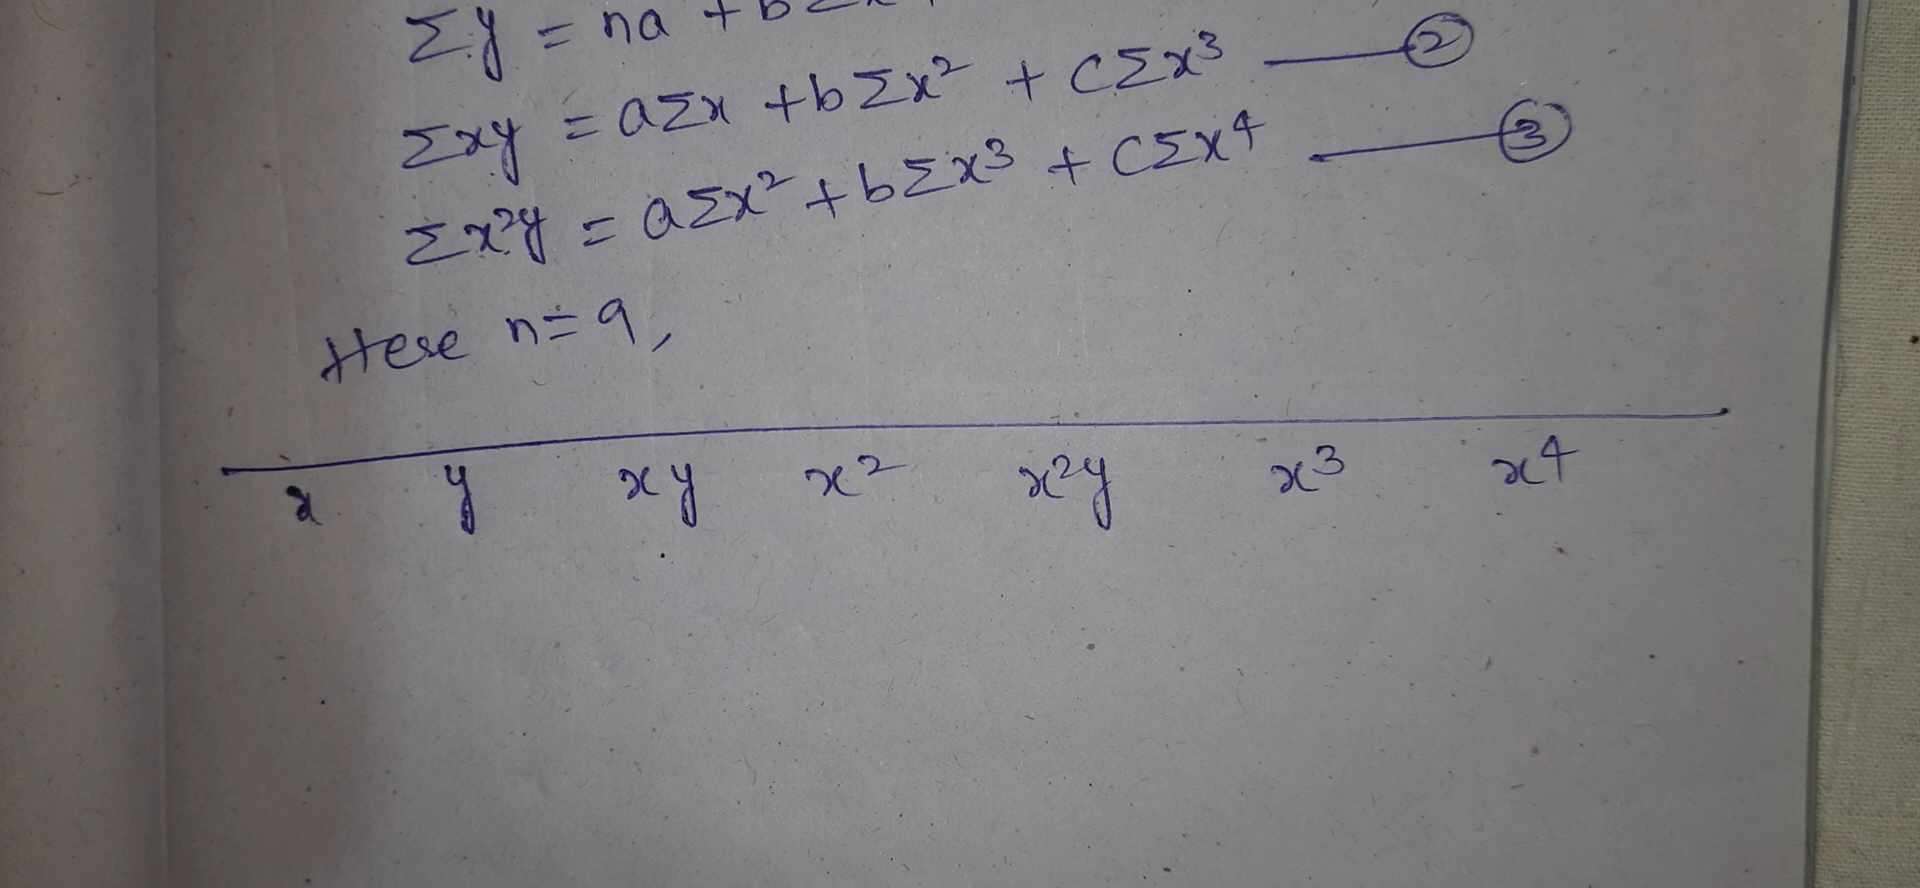 Σy = na + bΣx
Σxy = aΣx + bΣx² + cΣx³ —— ②
Σx²y = aΣx² + bΣx³ + cΣx⁴ —— ③
Here n=9,
x y xy x² x²y x³ x⁴